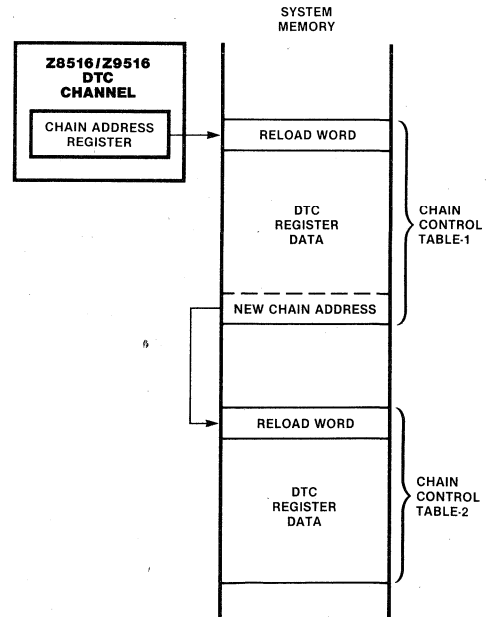 SYSTEM
MEMORY
Z8516/Z9516
DTC
CHANNEL
CHAIN ADDRESS
REGISTER
RELOAD WORD
DTC
REGISTER
DATA
CHAIN
CONTROL
TABLE-1
NEW CHAIN ADDRESS
RELOAD WORD
DTC
REGISTER
DATA
CHAIN
CONTROL
TABLE-2